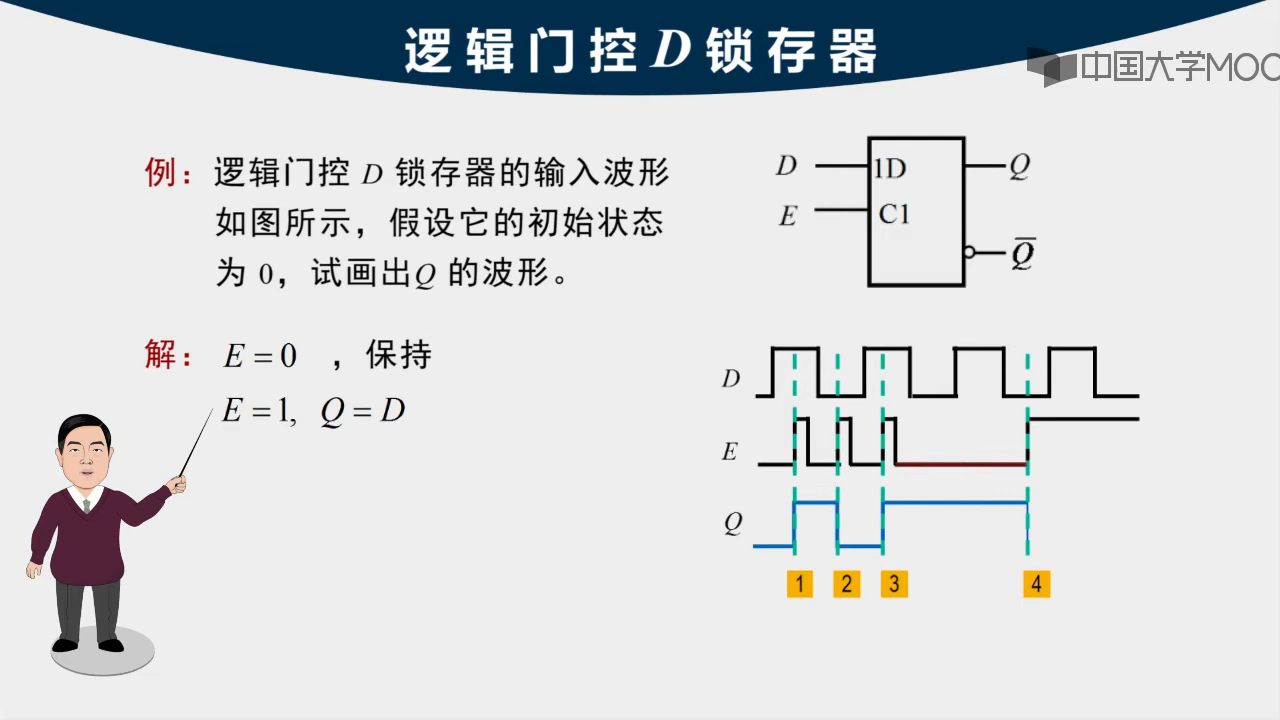 逻辑门控D锁存器
中国大学MOO
例：逻辑门控 D 锁存器的输入波形
如图所示，假设它的初始状态
为 0，试画出Q 的波形。
D 1D Q
E C1
Q̅
解： E = 0 ，保持
E = 1, Q = D
D
E
Q
1 2 3 4